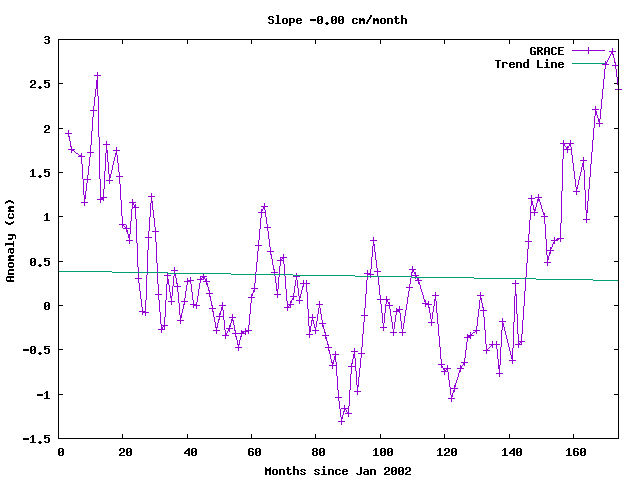 Slope -0.00 cm/month
3
GRACE
Trend Line
2.5
2
1.5
1
Anomaly (cm)
0.5
0
-0.5
-1
-1.5
0 20 40 60 80 100 120 140 160
Months since Jan 2002